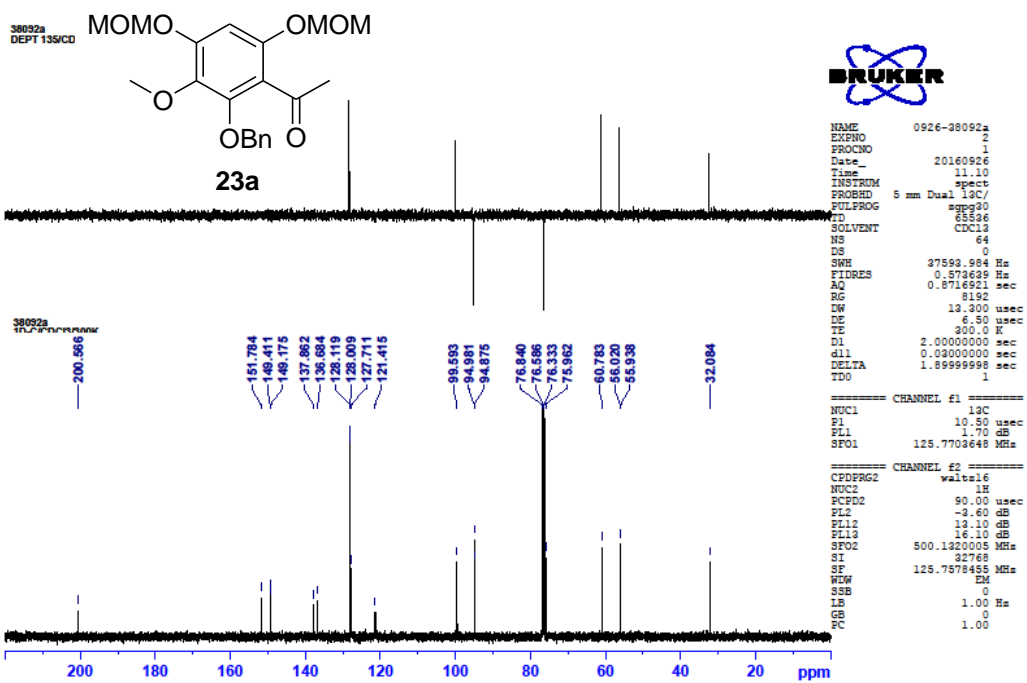 38092a
DEPT 135/CD
MOMO
OMOM
O
OBn
O
23a
BRUKER
NAME 0926-38092a
EXPNO 2
PROCNO 1
Date_ 20160926
Time 11.10
INSTRUM spect
PROBHD 5 mm Dual 13C/
PULPROG zgpg30
TD 65536
SOLVENT CDCl3
NS 64
DS 0
SWH 37593.984 Hz
FIDRES 0.573639 Hz
AQ 0.8716921 sec
RG 8192
DW 13.300 usec
DE 6.50 usec
TE 300.0 K
D1 2.00000000 sec
d11 0.03000000 sec
DELTA 1.89999998 sec
TD0 1
======== CHANNEL f1 ========
NUC1 13C
P1 10.50 usec
PL1 1.70 dB
SFO1 125.7703648 MHz
======== CHANNEL f2 ========
CPDPRG2 waltz16
NUC2 1H
PCPD2 90.00 usec
PL2 -3.60 dB
PL12 13.10 dB
PL13 16.10 dB
SFO2 500.1320005 MHz
SI 32768
SF 125.7578455 MHz
WDW EM
SSB 0
LB 1.00 Hz
GB 0
PC 1.00
38092a
1D-C/CDCl3/300K
200.566
151.784
149.411
149.175
137.862
136.684
128.119
128.009
127.711
121.415
99.593
94.981
94.875
76.840
76.586
76.333
75.962
60.783
56.020
55.938
32.084
200 180 160 140 120 100 80 60 40 20 ppm